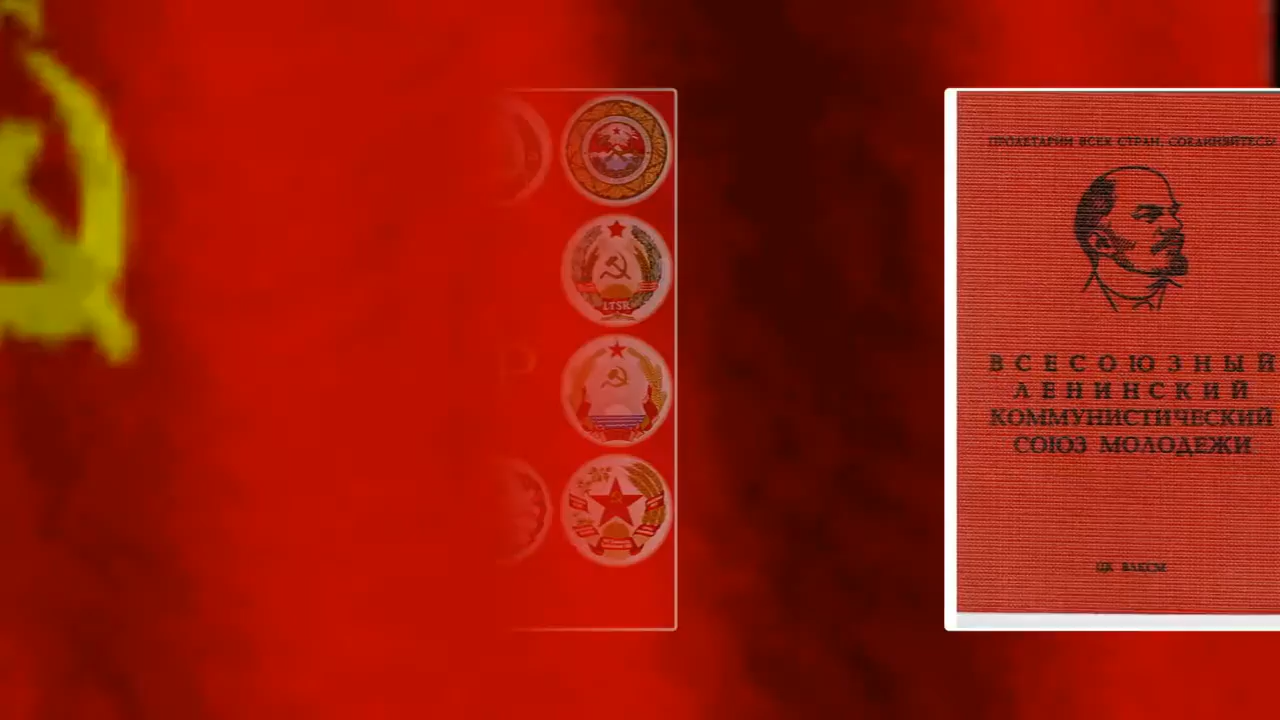 Р
LTSR
ПРОЛЕТАРИИ ВСЕХ СТРАН, СОЕДИНЯЙТЕСЬ!
ВСЕСОЮЗНЫЙ
ЛЕНИНСКИЙ
КОММУНИСТИЧЕСКИЙ
СОЮЗ МОЛОДЕЖИ
ЦК ВЛКСМ